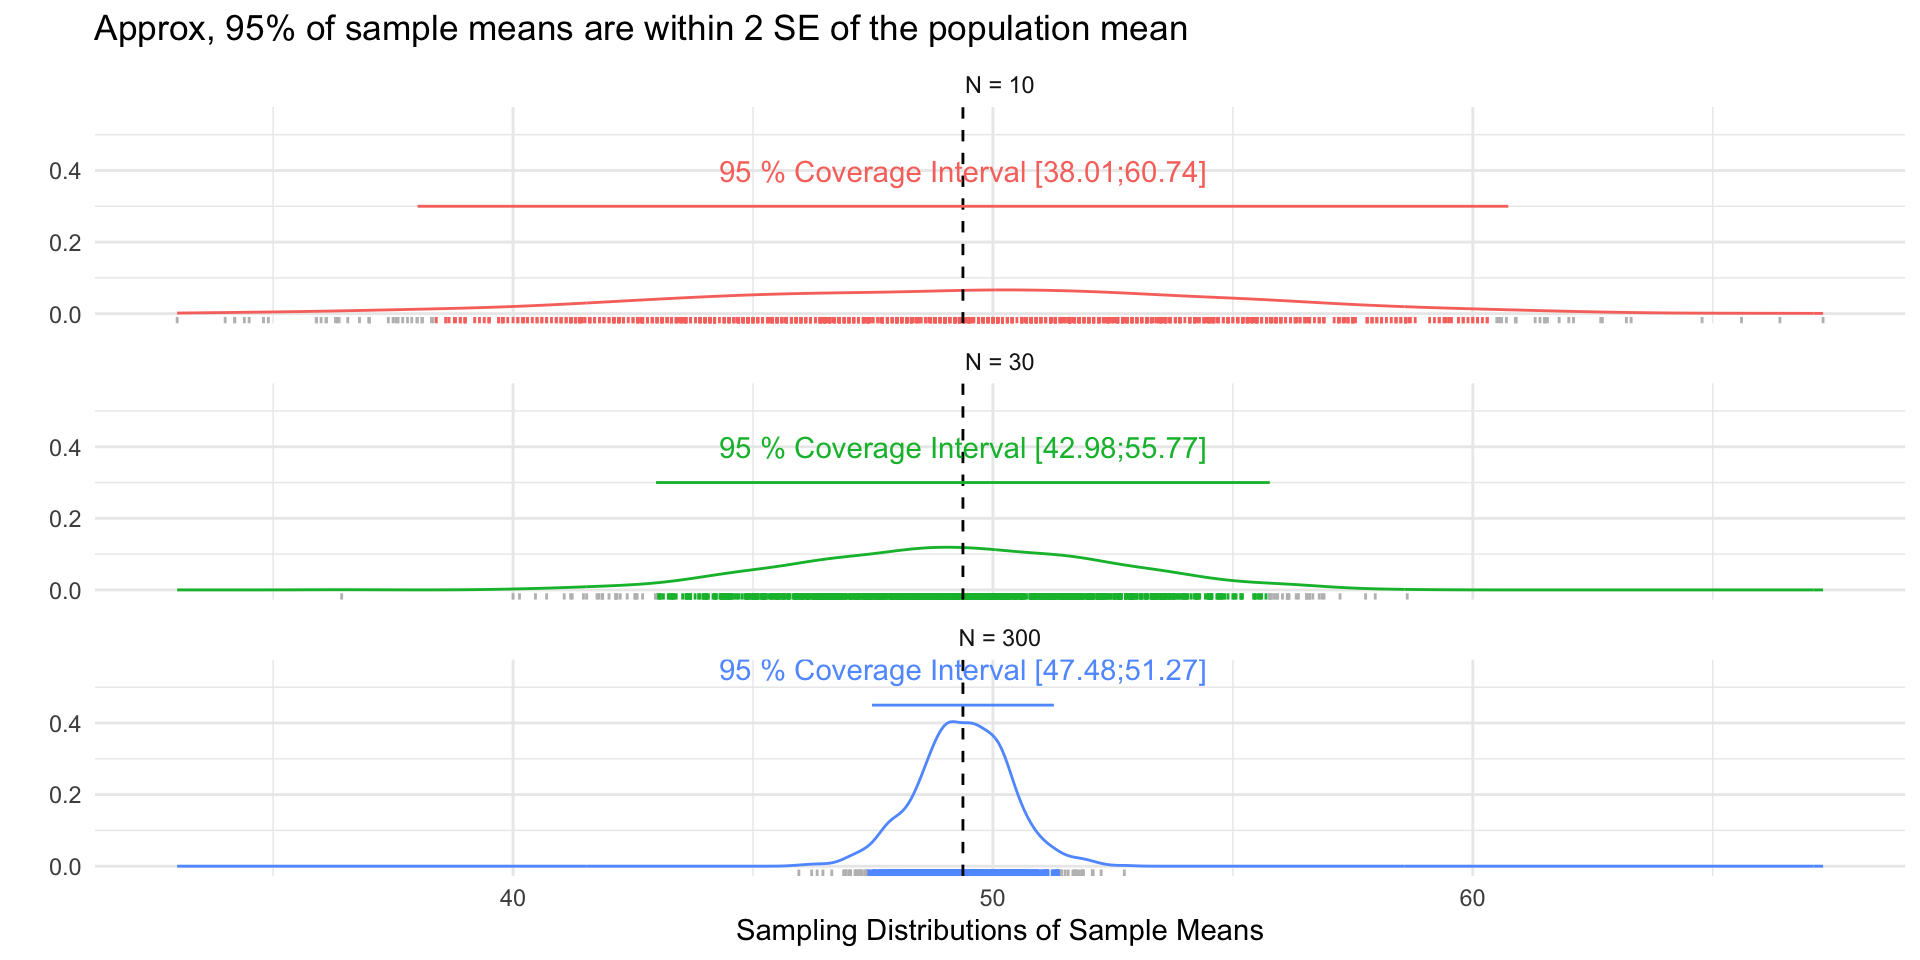 Approx, 95% of sample means are within 2 SE of the population mean
N = 10
95 % Coverage Interval [38.01;60.74]
0.4
0.2
0.0
N = 30
95 % Coverage Interval [42.98;55.77]
0.4
0.2
0.0
N = 300
95 % Coverage Interval [47.48;51.27]
0.4
0.2
0.0
40 50 60
Sampling Distributions of Sample Means